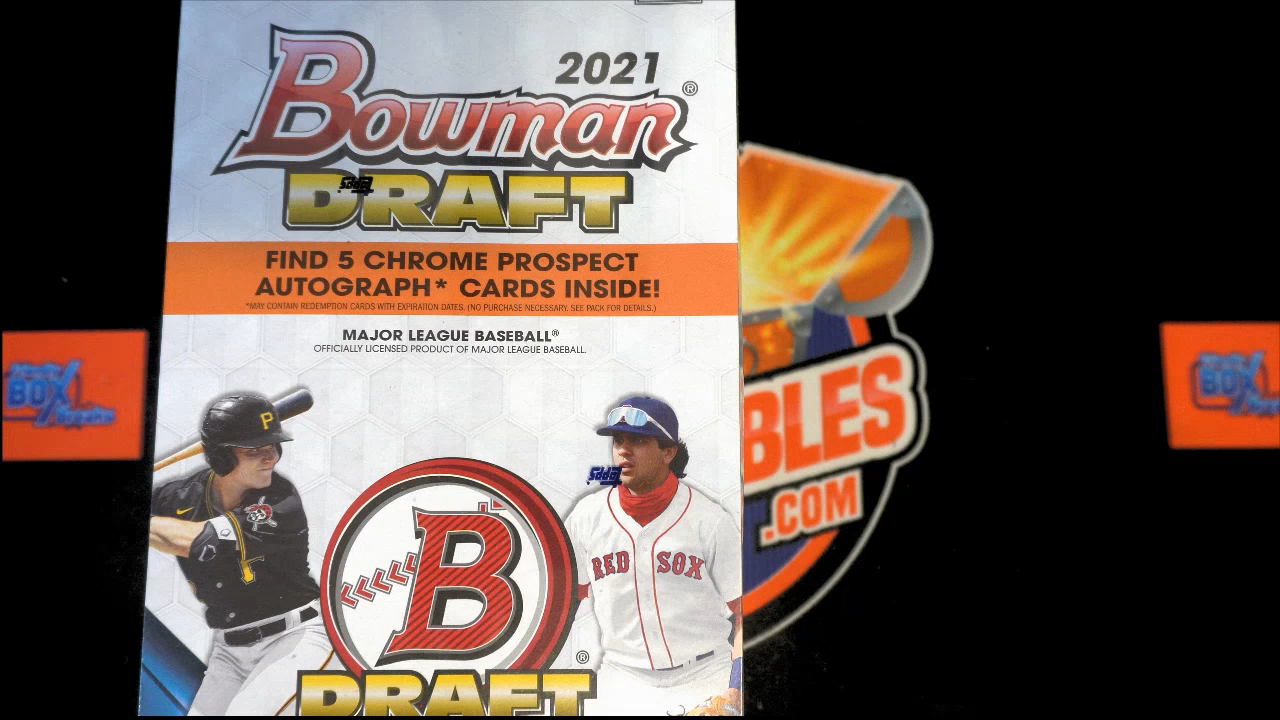 2021
Bowman®
DRAFT
FIND 5 CHROME PROSPECT
AUTOGRAPH* CARDS INSIDE!
*MAY CONTAIN REDEMPTION CARDS WITH EXPIRATION DATES. (NO PURCHASE NECESSARY. SEE PACK FOR DETAILS.)
MAJOR LEAGUE BASEBALL®
OFFICIALLY LICENSED PRODUCT OF MAJOR LEAGUE BASEBALL.
P
RED SOX
B
®
DRAFT
BLES
.COM
BOX
BOX